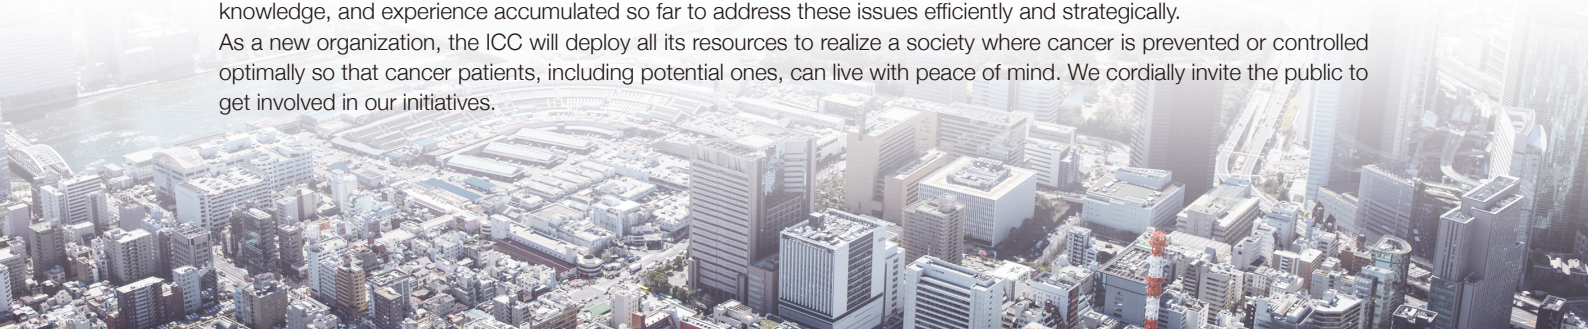 knowledge, and experience accumulated so far to address these issues efficiently and strategically.
As a new organization, the ICC will deploy all its resources to realize a society where cancer is prevented or controlled
optimally so that cancer patients, including potential ones, can live with peace of mind. We cordially invite the public to
get involved in our initiatives.